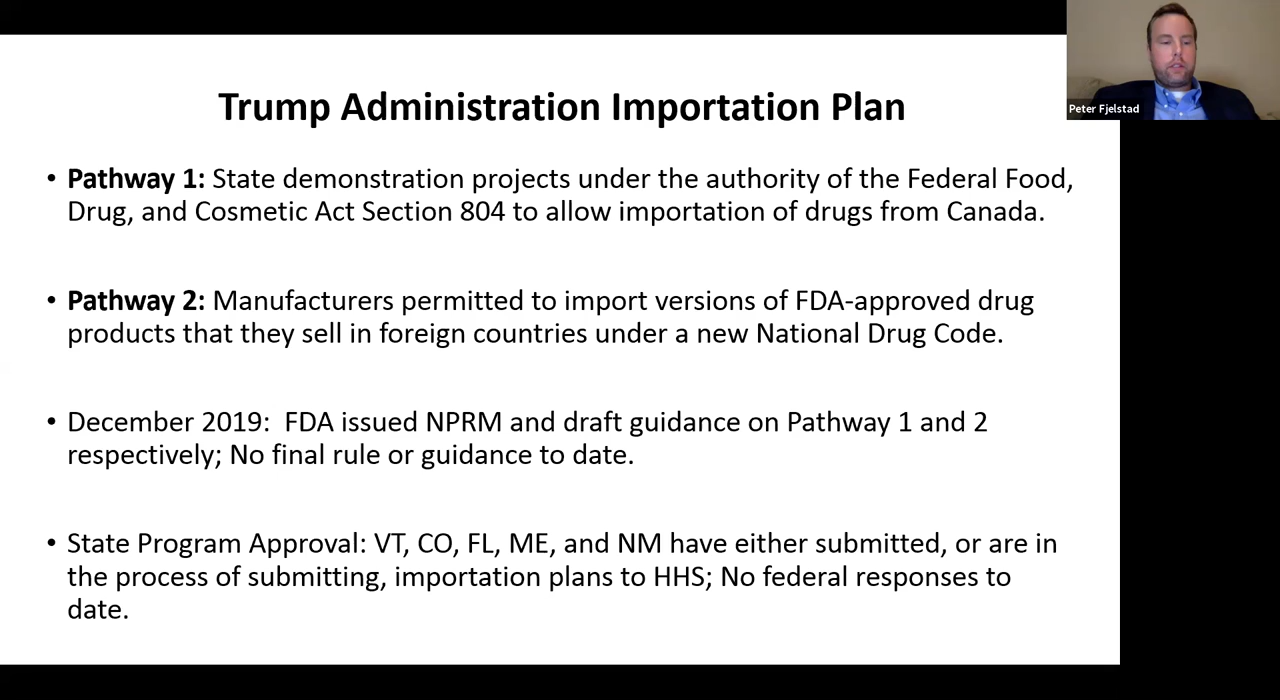 Trump Administration Importation Plan
Peter Fjelstad
• Pathway 1: State demonstration projects under the authority of the Federal Food,
Drug, and Cosmetic Act Section 804 to allow importation of drugs from Canada.
• Pathway 2: Manufacturers permitted to import versions of FDA-approved drug
products that they sell in foreign countries under a new National Drug Code.
• December 2019:  FDA issued NPRM and draft guidance on Pathway 1 and 2
respectively; No final rule or guidance to date.
• State Program Approval: VT, CO, FL, ME, and NM have either submitted, or are in
the process of submitting, importation plans to HHS; No federal responses to
date.